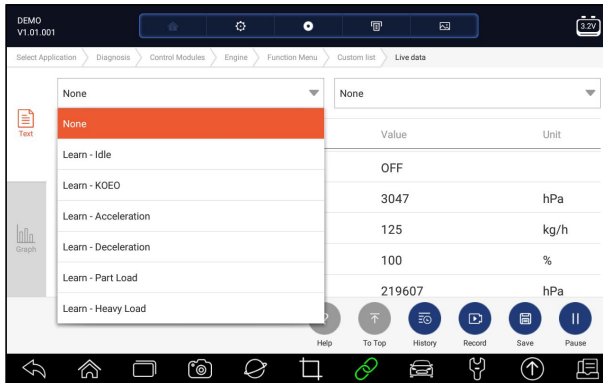 DEMO
V1.01.001
3.2V
Select Application
Diagnosis
Control Modules
Engine
Function Menu
Custom list
Live data
None
None
Text
Graph
None
Learn - Idle
Learn - KOEO
Learn - Acceleration
Learn - Deceleration
Learn - Part Load
Learn - Heavy Load
Value Unit
OFF
3047 hPa
125 kg/h
100 %
219607 hPa
Help
To Top
History
Record
Save
Pause